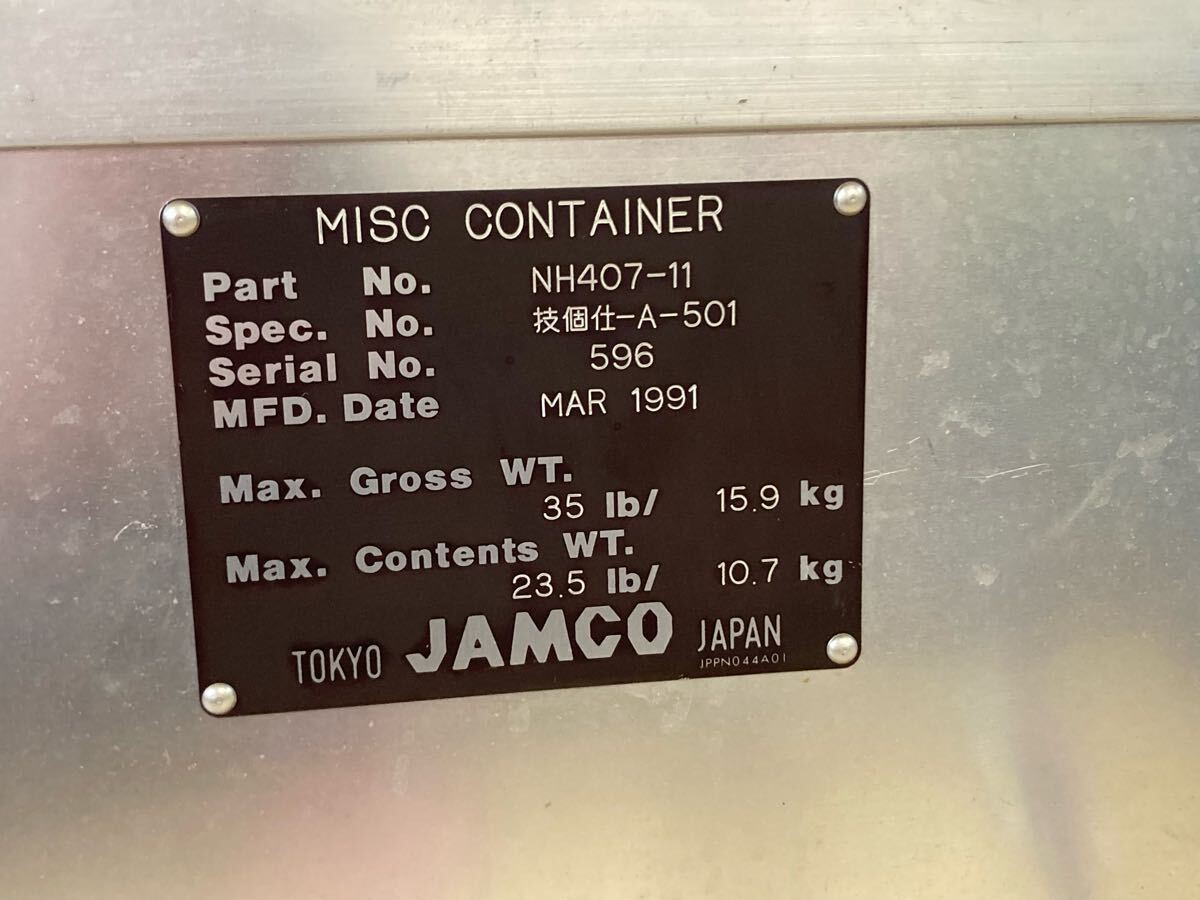 MISC CONTAINER
Part No. NH407-11
Spec. No. 技個仕-A-501
Serial No. 596
MFD. Date MAR 1991
Max. Gross WT.
35 lb/ 15.9 kg
Max. Contents WT.
23.5 lb/ 10.7 kg
TOKYO JAMCO JAPAN
JPPN044A01